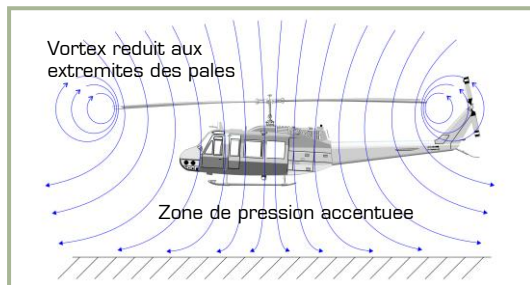 Vortex reduit aux
extremites des pales
Zone de pression accentuee